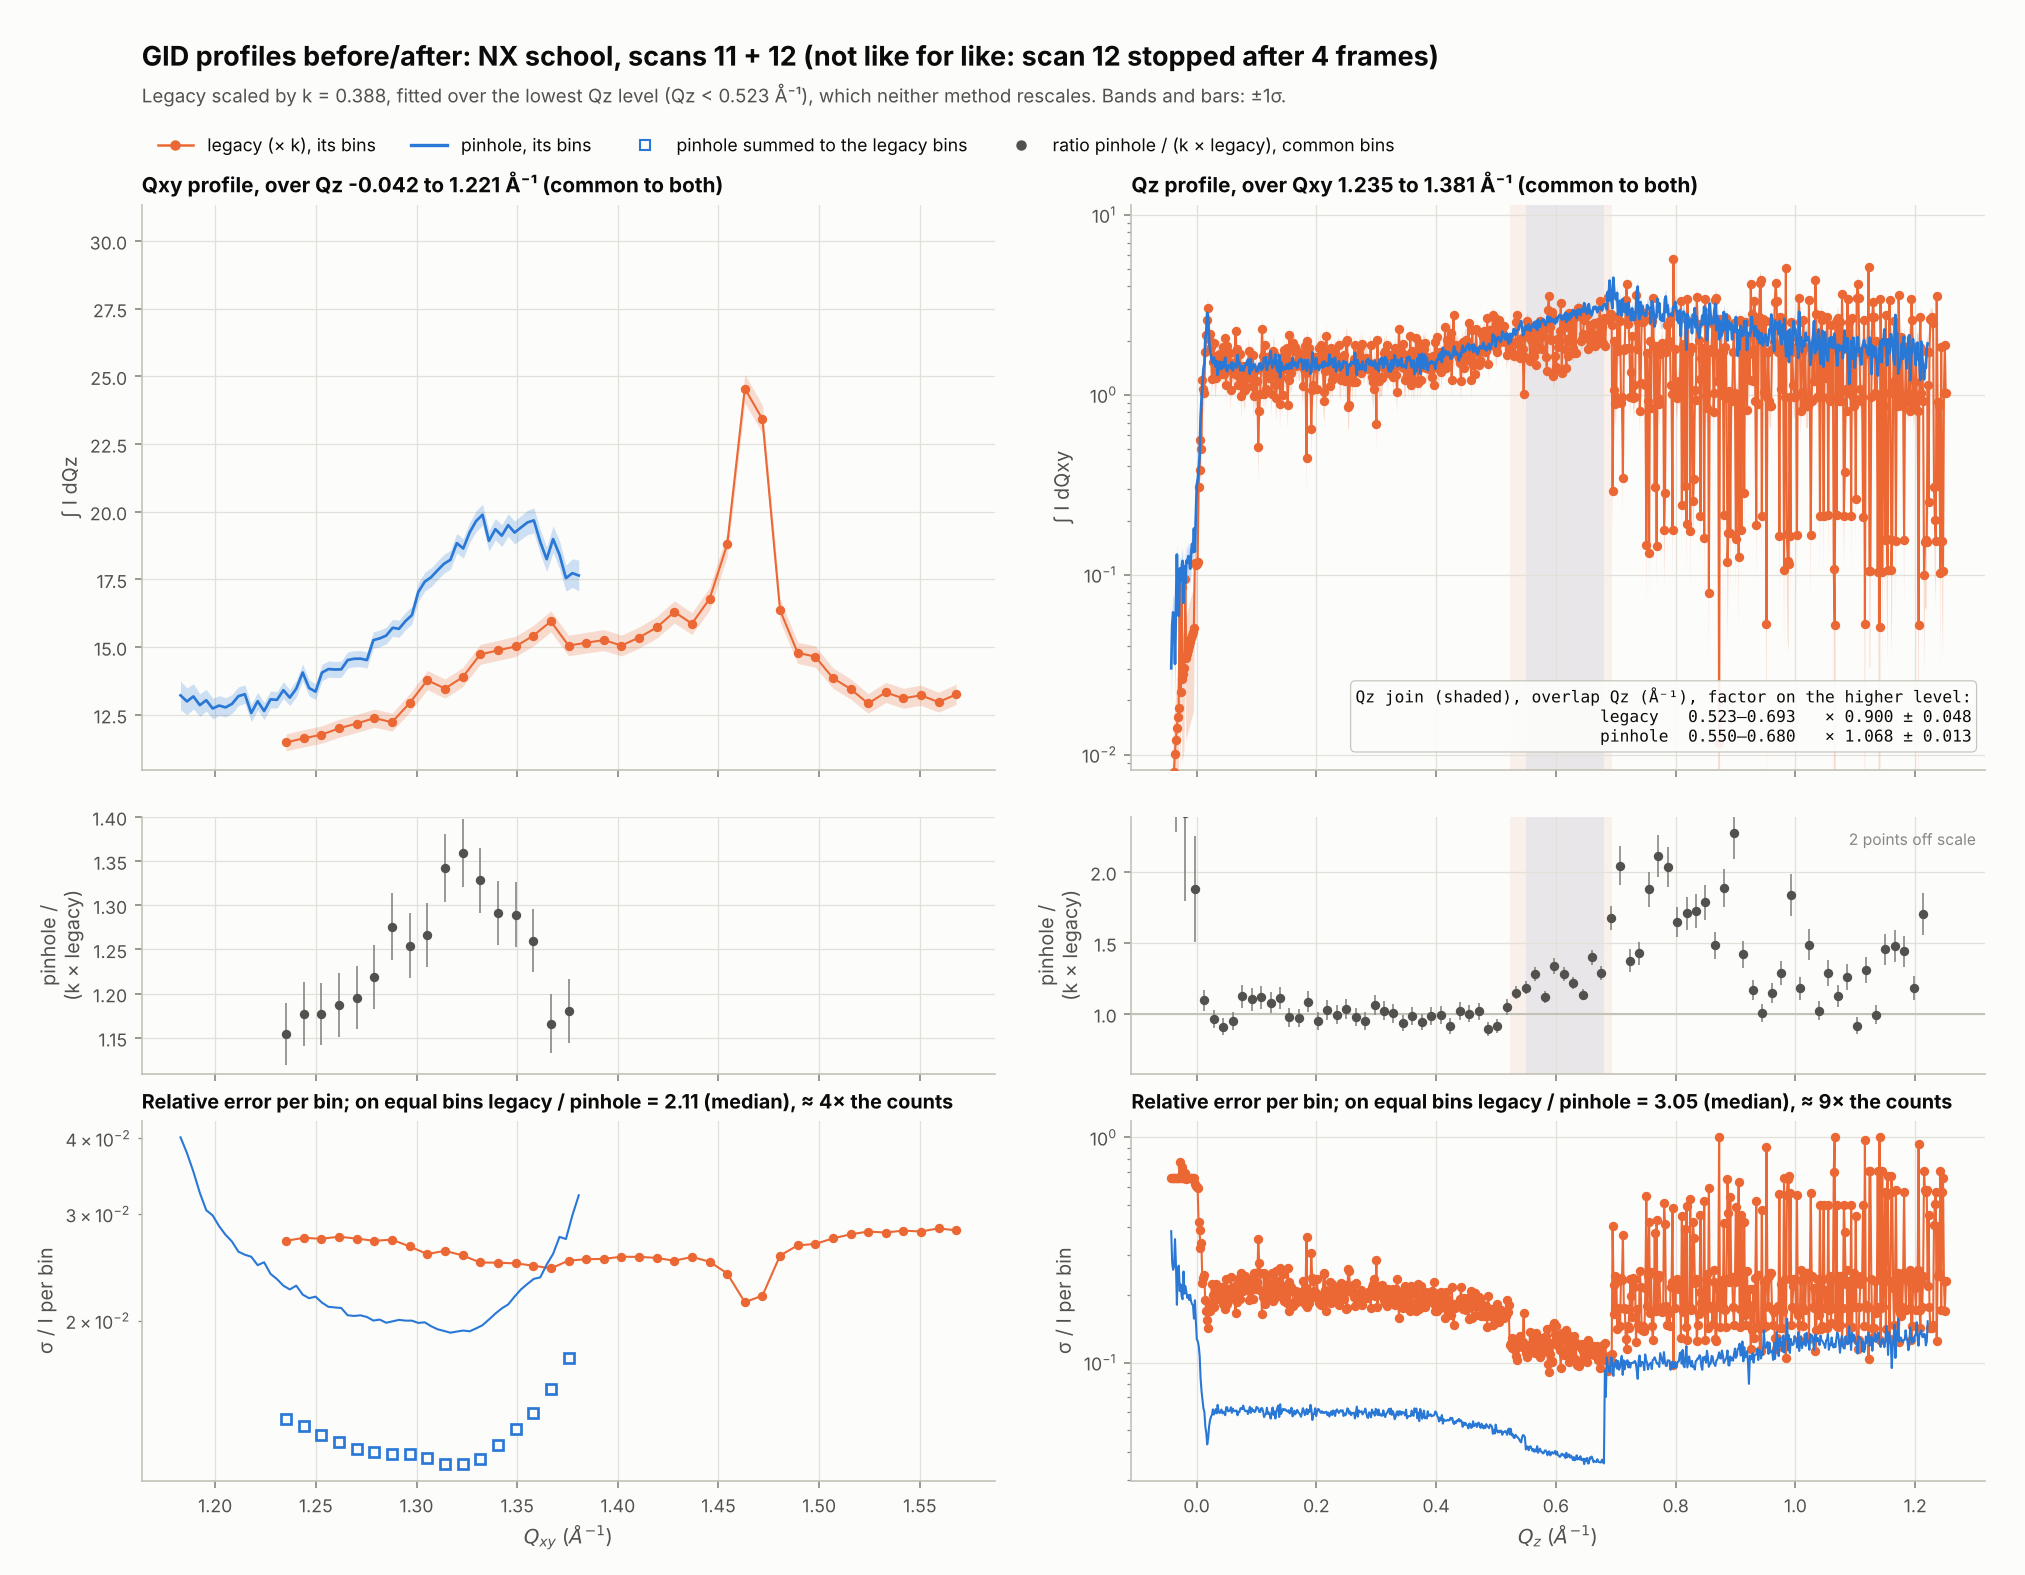 GID profiles before/after: NX school, scans 11 + 12 (not like for like: scan 12 stopped after 4 frames)
Legacy scaled by k = 0.388, fitted over the lowest Qz level (Qz < 0.523 Å⁻¹), which neither method rescales. Bands and bars: ±1σ.
legacy (× k), its bins
pinhole, its bins
pinhole summed to the legacy bins
ratio pinhole / (k × legacy), common bins
Qxy profile, over Qz -0.042 to 1.221 Å⁻¹ (common to both)
30.0
27.5
25.0
22.5
20.0
17.5
15.0
12.5
∫ I dQz
Qz profile, over Qxy 1.235 to 1.381 Å⁻¹ (common to both)
10¹
10⁰
10⁻¹
10⁻²
∫ I dQxy
Qz join (shaded), overlap Qz (Å⁻¹), factor on the higher level:
legacy 0.523–0.693 × 0.900 ± 0.048
pinhole 0.550–0.680 × 1.068 ± 0.013
1.40
1.35
1.30
1.25
1.20
1.15
pinhole /
(k × legacy)
2.0
1.5
1.0
pinhole /
(k × legacy)
2 points off scale
Relative error per bin; on equal bins legacy / pinhole = 2.11 (median), ≈ 4× the counts
4 × 10⁻²
3 × 10⁻²
2 × 10⁻²
σ / I per bin
1.20 1.25 1.30 1.35 1.40 1.45 1.50 1.55
Qxy (Å⁻¹)
Relative error per bin; on equal bins legacy / pinhole = 3.05 (median), ≈ 9× the counts
10⁰
10⁻¹
σ / I per bin
0.0 0.2 0.4 0.6 0.8 1.0 1.2
Qz (Å⁻¹)